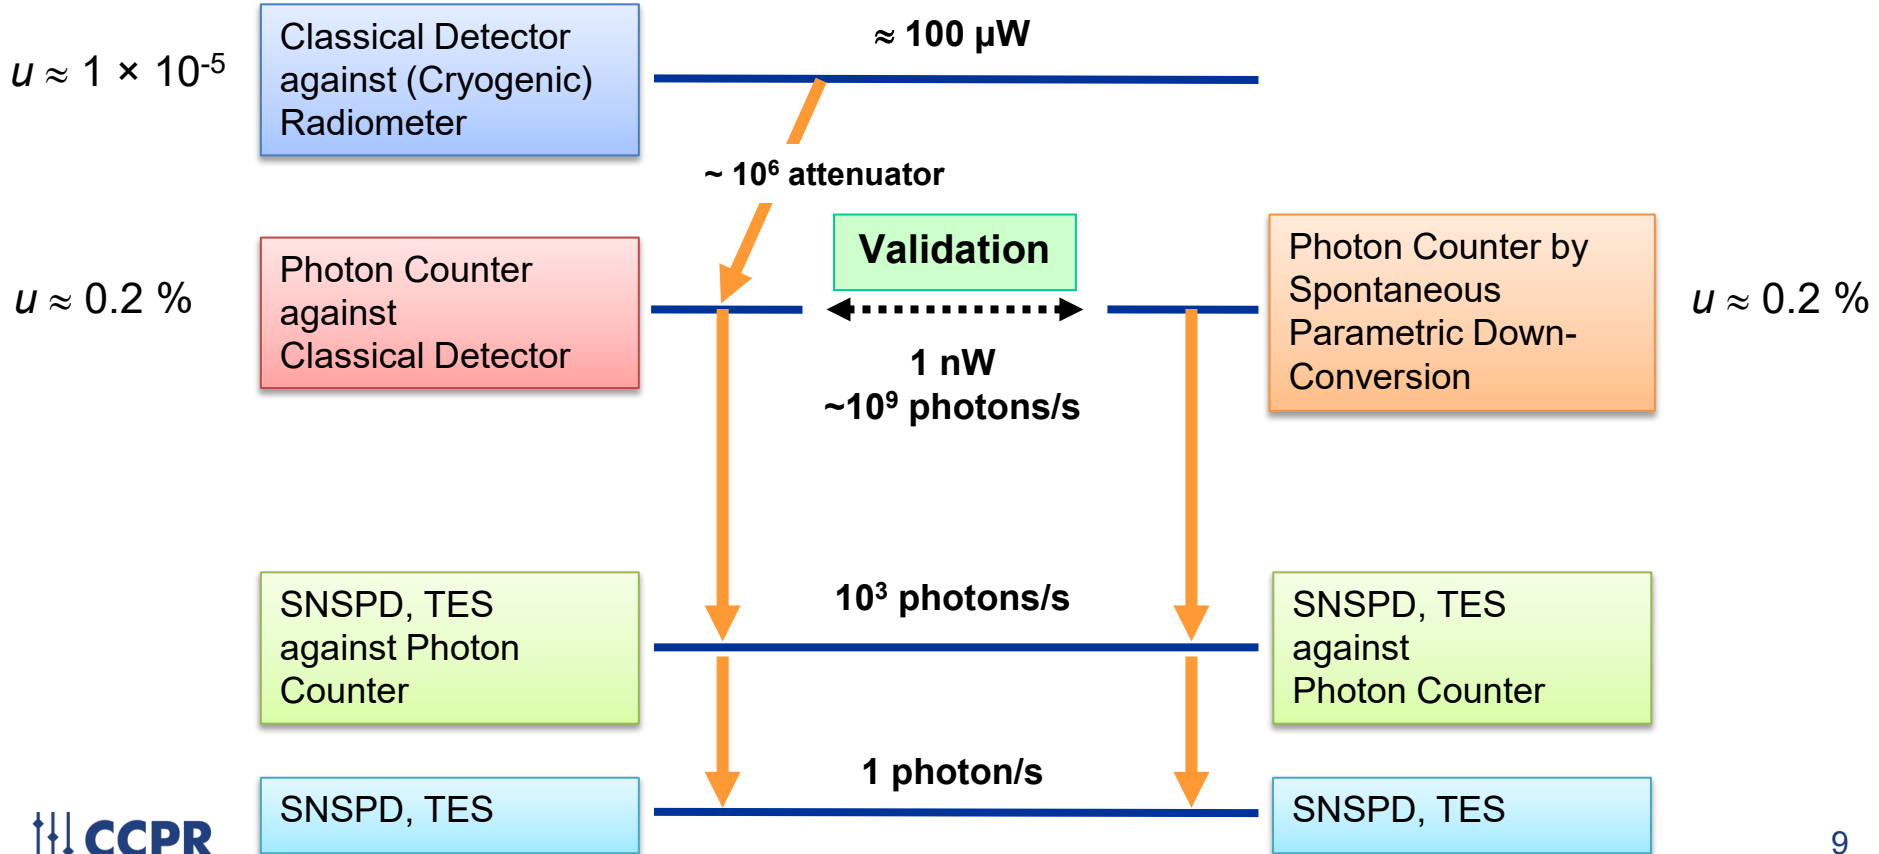 u ≈ 1 × 10⁻⁵
Classical Detector
against (Cryogenic)
Radiometer
≈ 100 µW
~ 10⁶ attenuator
u ≈ 0.2 %
Photon Counter
against
Classical Detector
Validation
1 nW
~10⁹ photons/s
Photon Counter by
Spontaneous
Parametric Down-
Conversion
u ≈ 0.2 %
SNSPD, TES
against Photon
Counter
10³ photons/s
SNSPD, TES
against
Photon Counter
SNSPD, TES
1 photon/s
SNSPD, TES
CCPR
9